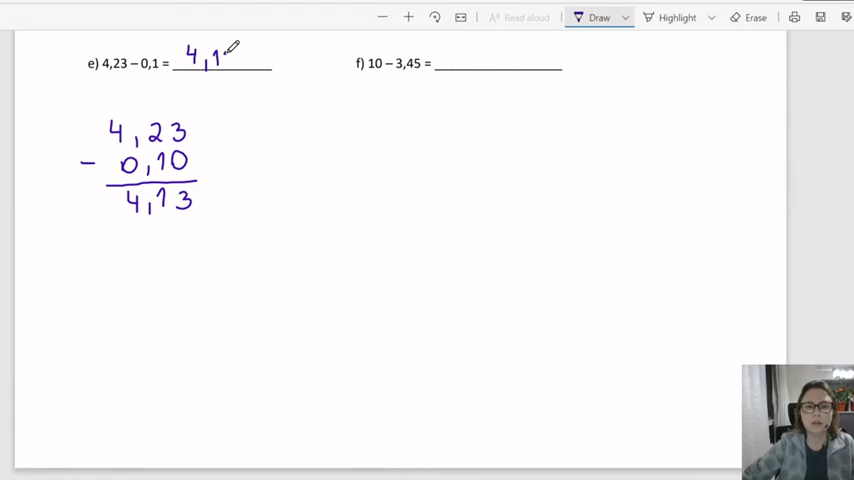 Read aloud Draw Highlight Erase
e) 4,23 – 0,1 = 4,1
f) 10 – 3,45 =
4,23
- 0,10
4,13